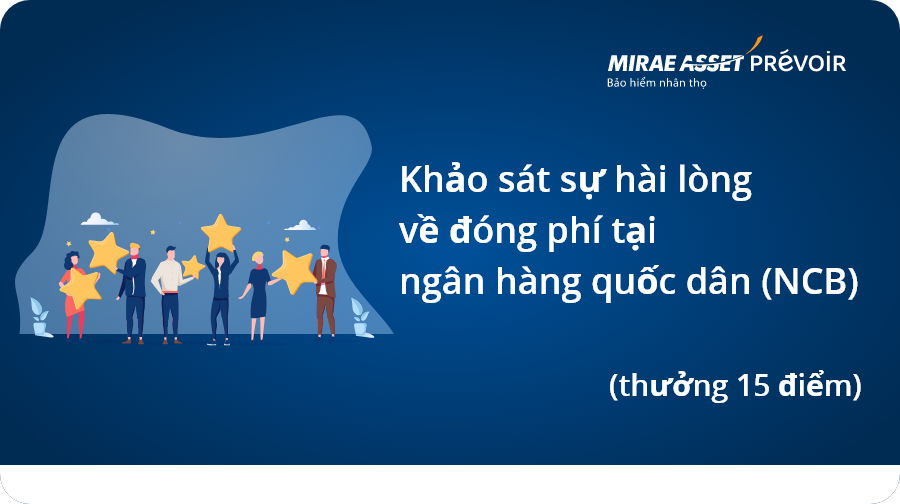 MIRAE ASSET PRÉVOIR
Bảo hiểm nhân thọ
Khảo sát sự hài lòng
về đóng phí tại
ngân hàng quốc dân (NCB)
(thưởng 15 điểm)